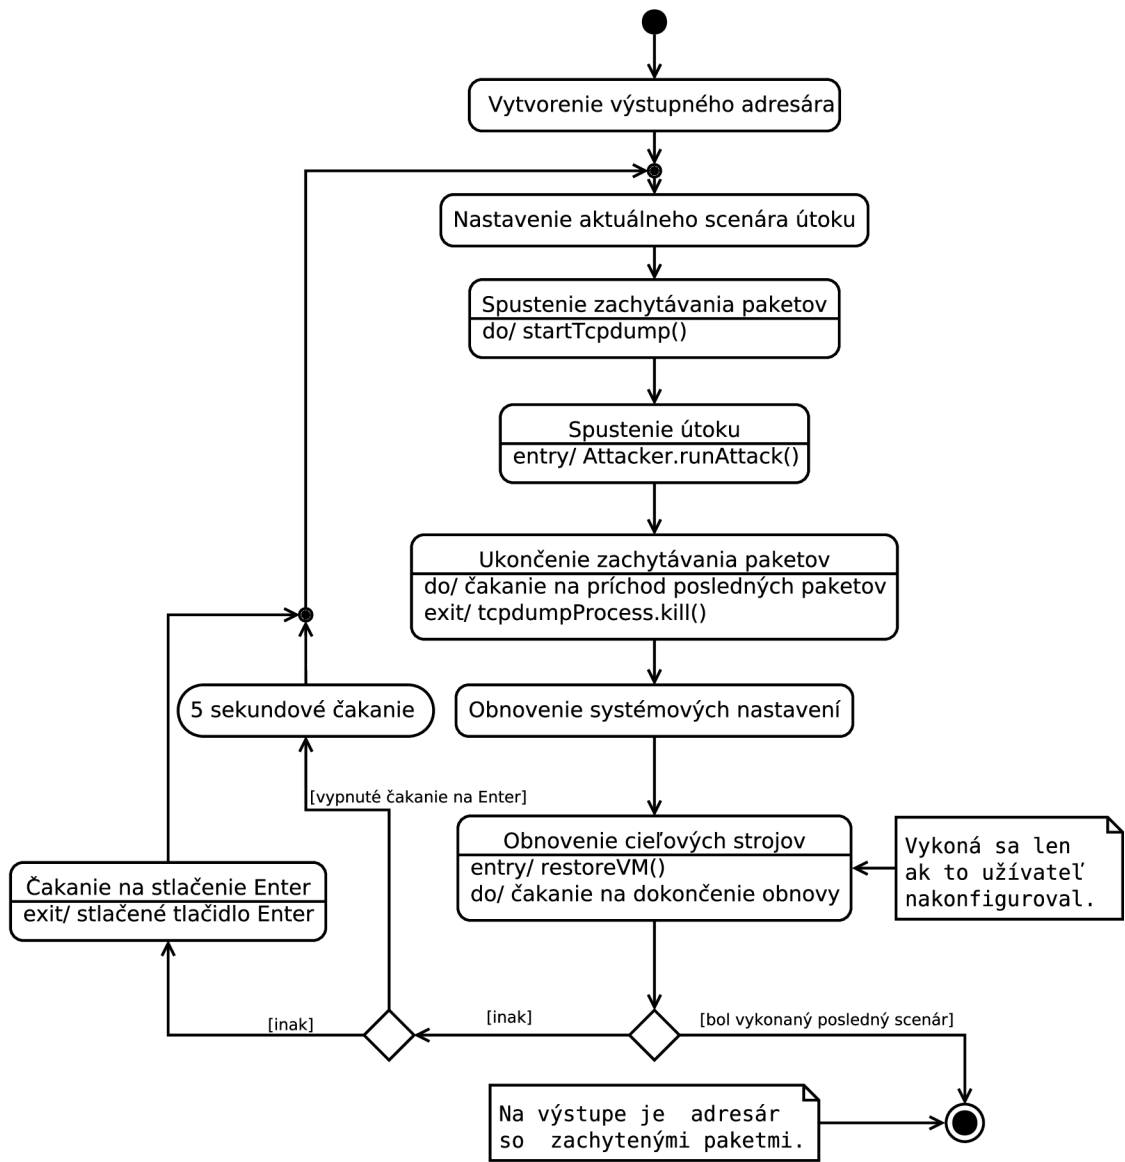 Vytvorenie výstupného adresára
Nastavenie aktuálneho scenára útoku
Spustenie zachytávania paketov
do/ startTcpdump()
Spustenie útoku
entry/ Attacker.runAttack()
Ukončenie zachytávania paketov
do/ čakanie na príchod posledných paketov
exit/ tcpdumpProcess.kill()
5 sekundové čakanie
Obnovenie systémových nastavení
[vypnuté čakanie na Enter]
Obnovenie cieľových strojov
entry/ restoreVM()
do/ čakanie na dokončenie obnovy
Vykoná sa len
ak to užívateľ
nakonfiguroval.
Čakanie na stlačenie Enter
exit/ stlačené tlačidlo Enter
[inak]
[inak]
[bol vykonaný posledný scenár]
Na výstupe je  adresár
so  zachytenými paketmi.